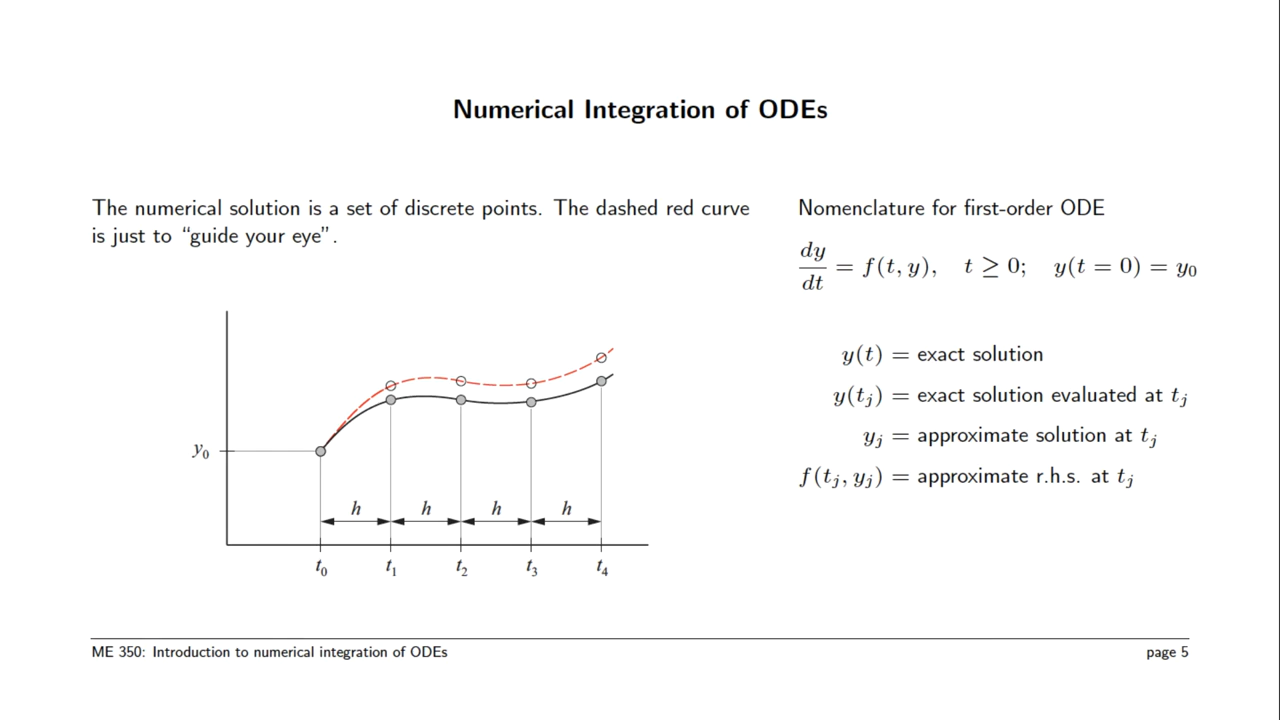 Numerical Integration of ODEs
The numerical solution is a set of discrete points. The dashed red curve
is just to “guide your eye”.
y₀
h h h h
t₀ t₁ t₂ t₃ t₄
Nomenclature for first-order ODE
dy/dt = f(t, y), t ≥ 0; y(t = 0) = y₀
y(t) = exact solution
y(tⱼ) = exact solution evaluated at tⱼ
yⱼ = approximate solution at tⱼ
f(tⱼ, yⱼ) = approximate r.h.s. at tⱼ
ME 350: Introduction to numerical integration of ODEs
page 5